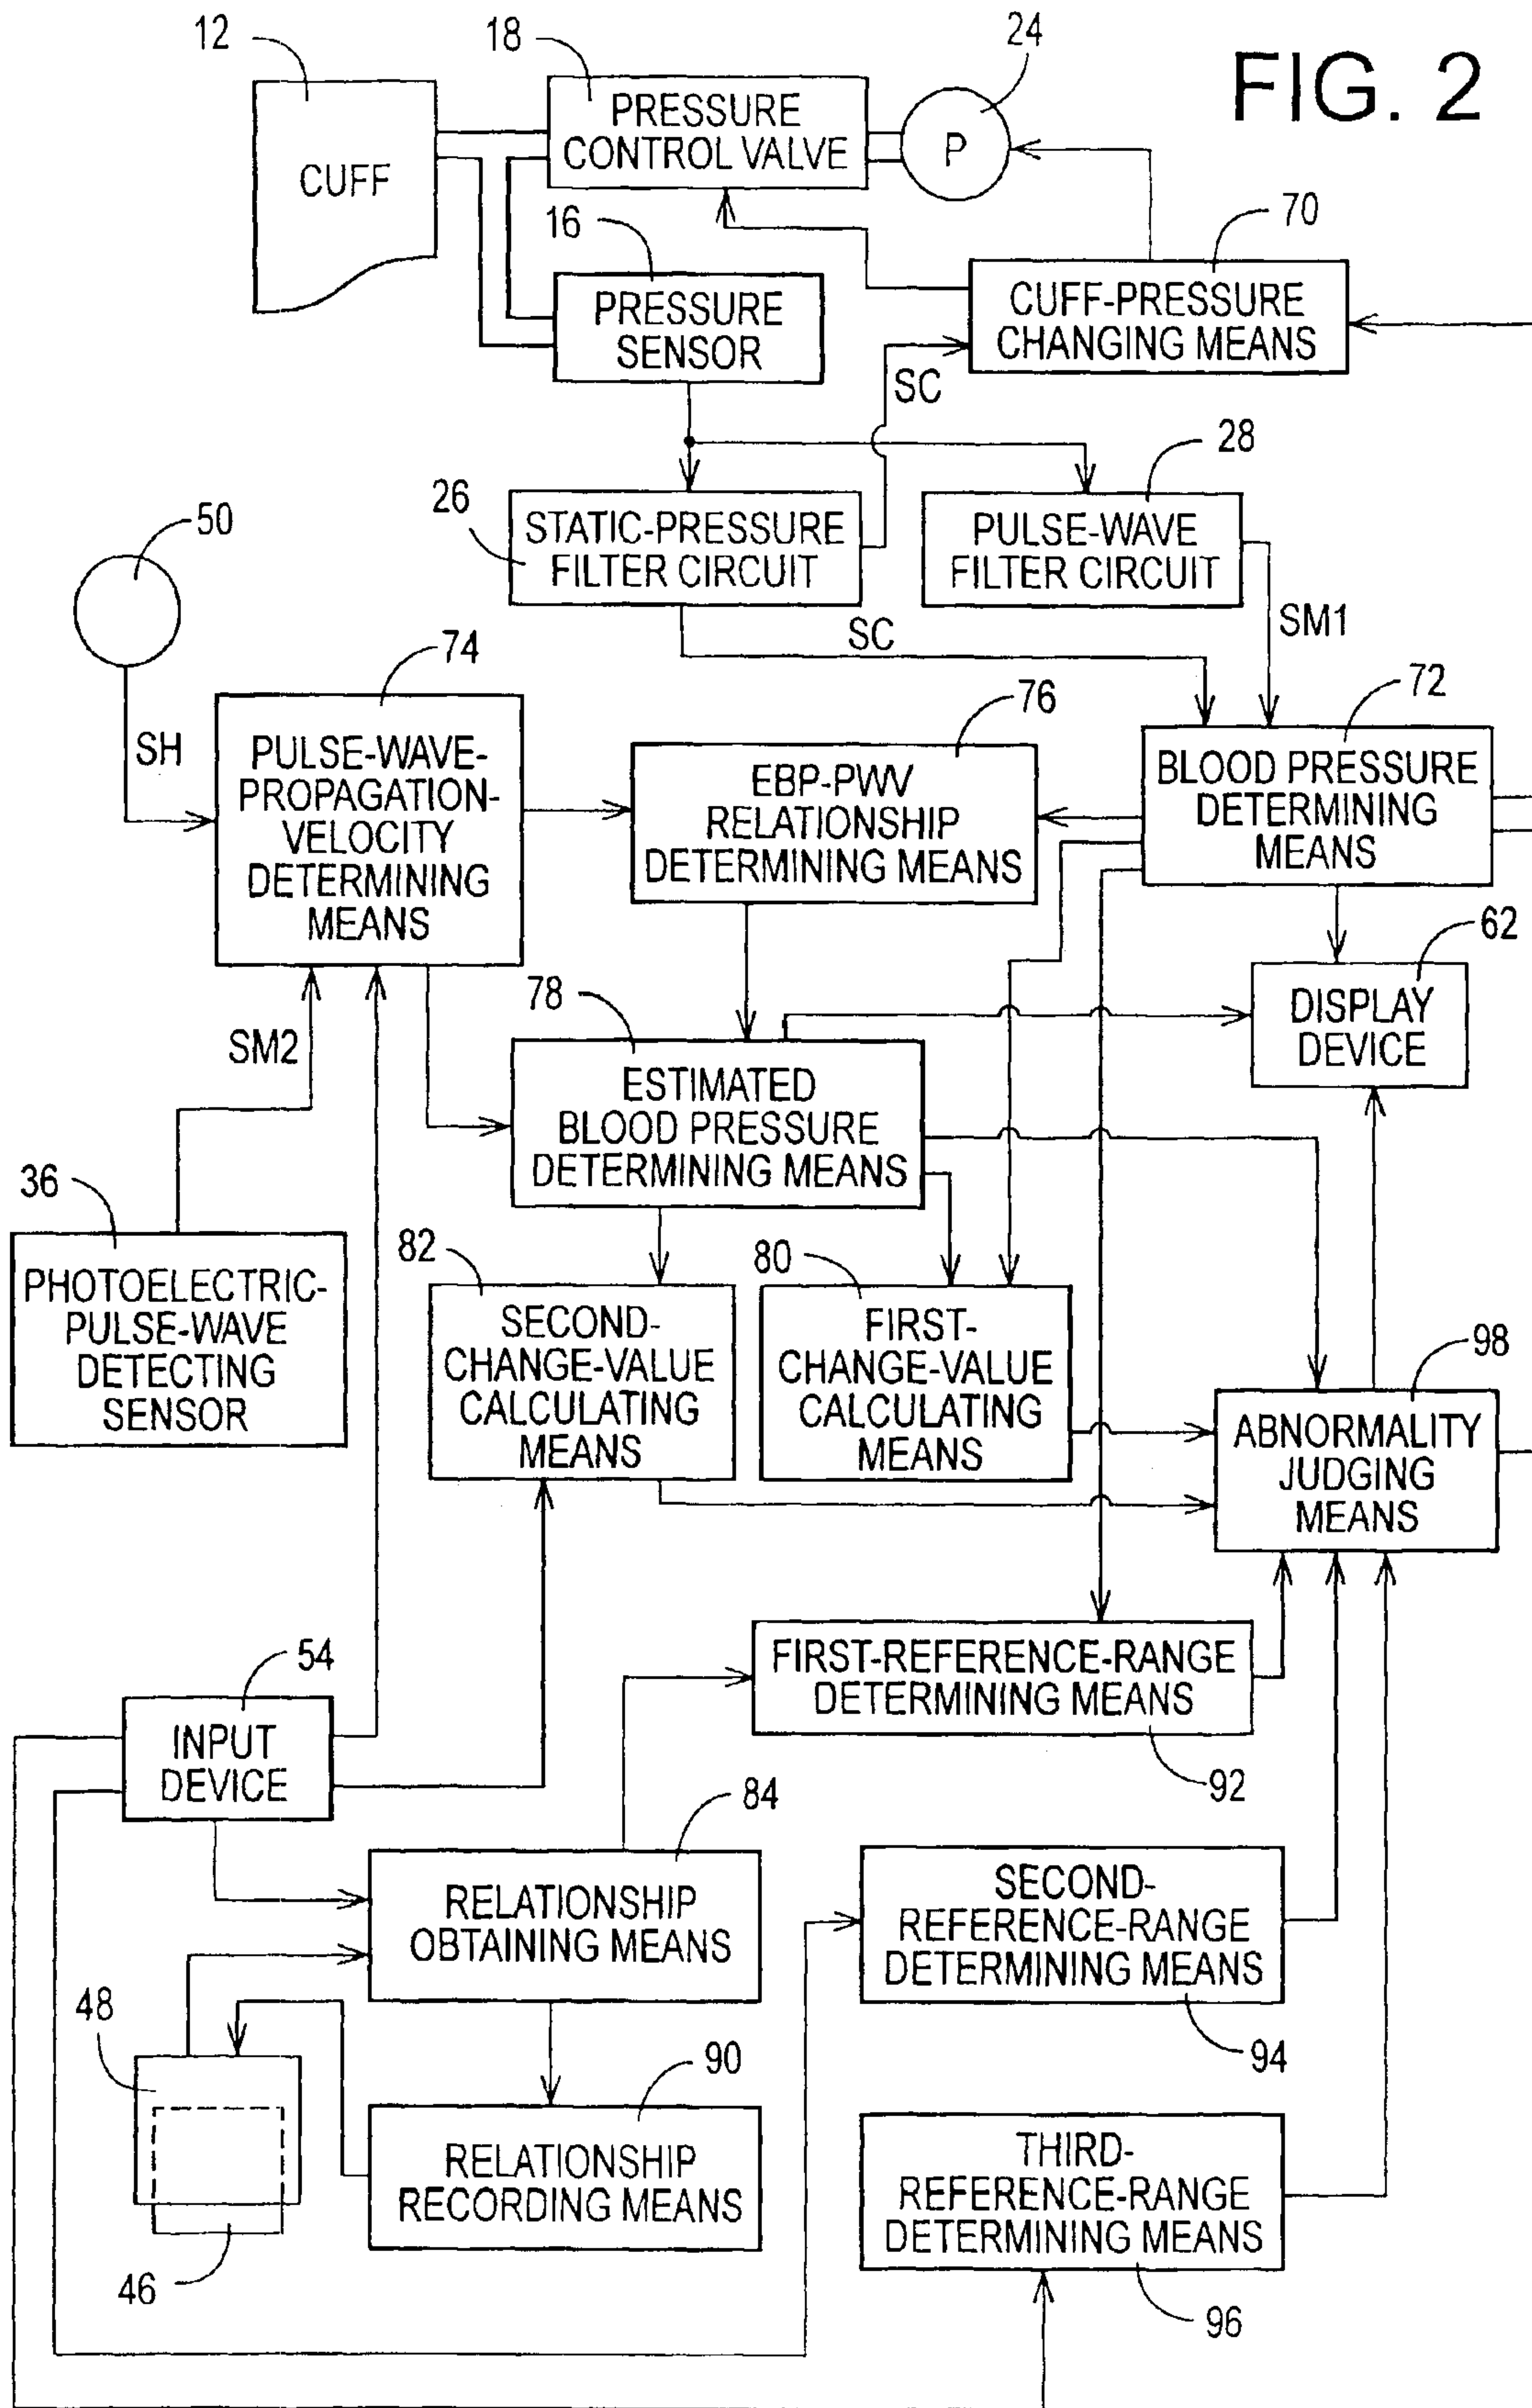 FIG. 2
12
18
24
PRESSURE
CONTROL VALVE
P
CUFF
16
70
PRESSURE
SENSOR
CUFF-PRESSURE
CHANGING MEANS
SC
28
26
STATIC-PRESSURE
FILTER CIRCUIT
PULSE-WAVE
FILTER CIRCUIT
50
SC
SM1
74
76
72
SH
PULSE-WAVE-
PROPAGATION-
VELOCITY
DETERMINING
MEANS
EBP-PWV
RELATIONSHIP
DETERMINING MEANS
BLOOD PRESSURE
DETERMINING
MEANS
62
78
DISPLAY
DEVICE
SM2
ESTIMATED
BLOOD PRESSURE
DETERMINING MEANS
36
PHOTOELECTRIC-
PULSE-WAVE
DETECTING
SENSOR
82
SECOND-
CHANGE-VALUE
CALCULATING
MEANS
80
FIRST-
CHANGE-VALUE
CALCULATING
MEANS
98
ABNORMALITY
JUDGING
MEANS
54
INPUT
DEVICE
FIRST-REFERENCE-RANGE
DETERMINING MEANS
92
84
RELATIONSHIP
OBTAINING MEANS
SECOND-
REFERENCE-RANGE
DETERMINING MEANS
94
48
90
RELATIONSHIP
RECORDING MEANS
46
THIRD-
REFERENCE-RANGE
DETERMINING MEANS
96